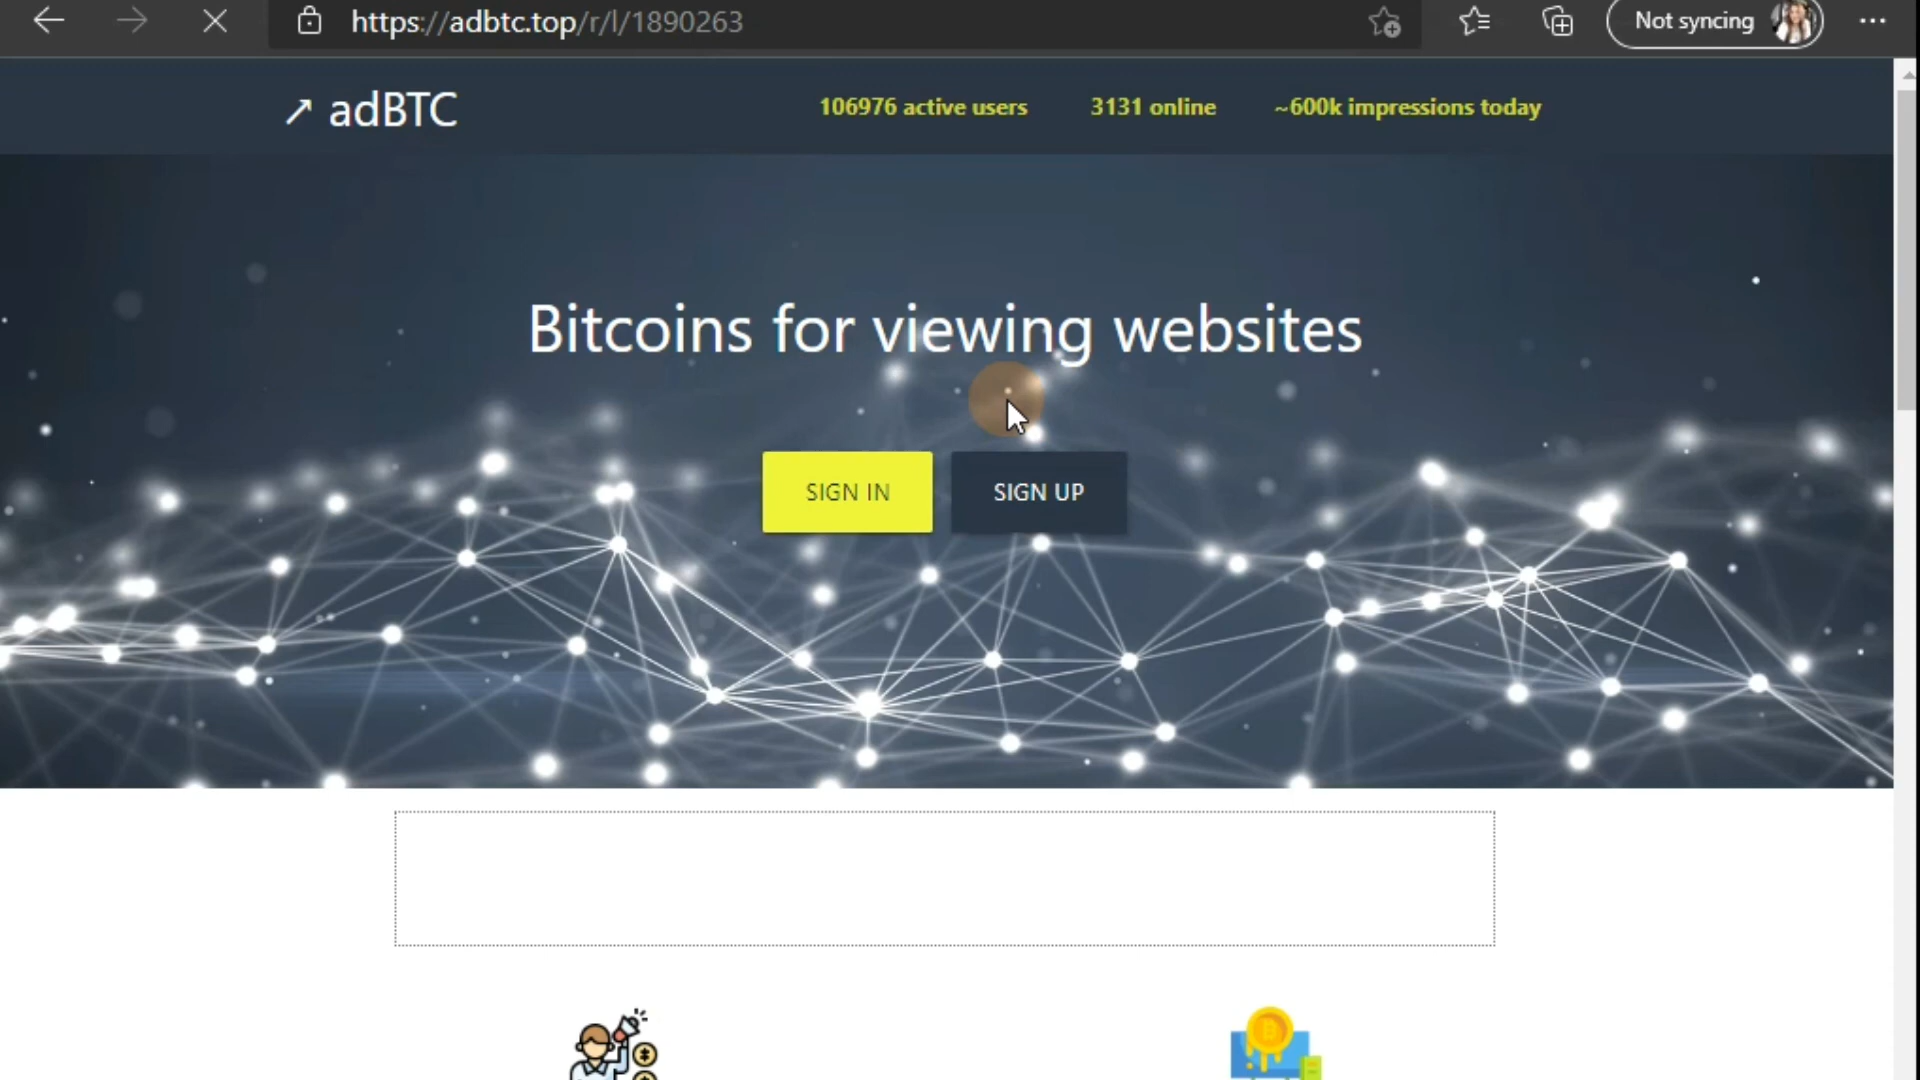 https://adbtc.top/r/l/1890263
Not syncing
adBTC
106976 active users
3131 online
~600k impressions today
Bitcoins for viewing websites
SIGN IN
SIGN UP